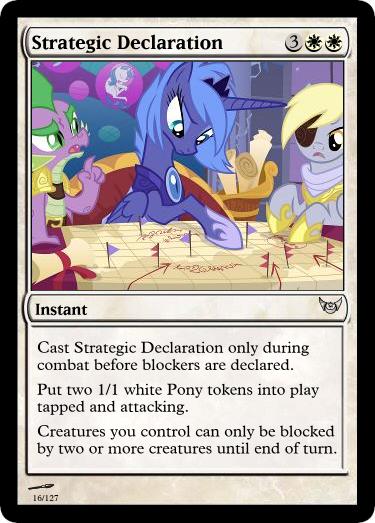 Strategic Declaration 3
Instant
Cast Strategic Declaration only during
combat before blockers are declared.
Put two 1/1 white Pony tokens into play
tapped and attacking.
Creatures you control can only be blocked
by two or more creatures until end of turn.
16/127